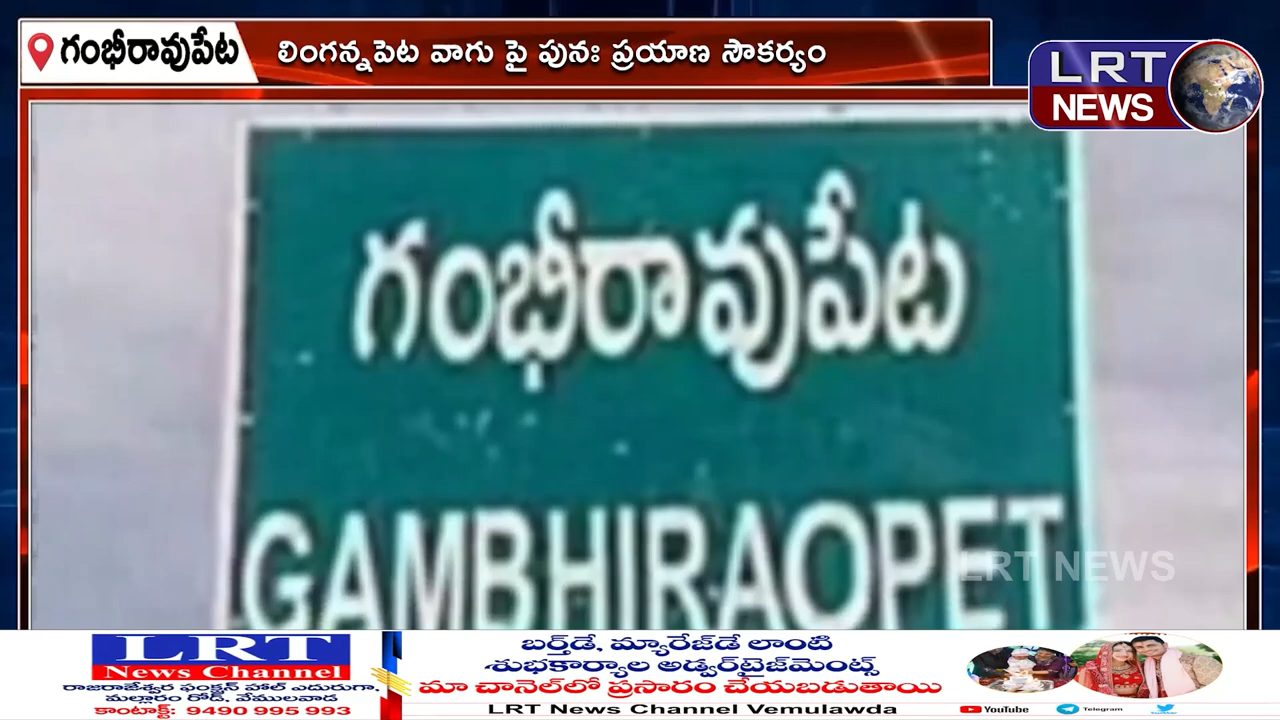 గంభీరావుపేట
లింగన్నపెట వాగు పై పునః ప్రయాణ సౌకర్యం
LRT
NEWS
గంభీరావుపేట
GAMBHIRAOPET
LRT NEWS
LRT
News Channel
రాజరాజేశ్వర ఫంక్షన్ హాల్ ఎదురుగా,
మల్లారం రోడ్, వేములవాడ
కాంటాక్ట్: 9490 995 993
బర్త్‌డే, మ్యారేజ్‌డే లాంటి
శుభకార్యాల అడ్వర్‌టైజ్‌మెంట్స్
మా చానెల్‌లో ప్రసారం చేయబడుతాయి
LRT News Channel Vemulawda
YouTube
Telegram
Twitter